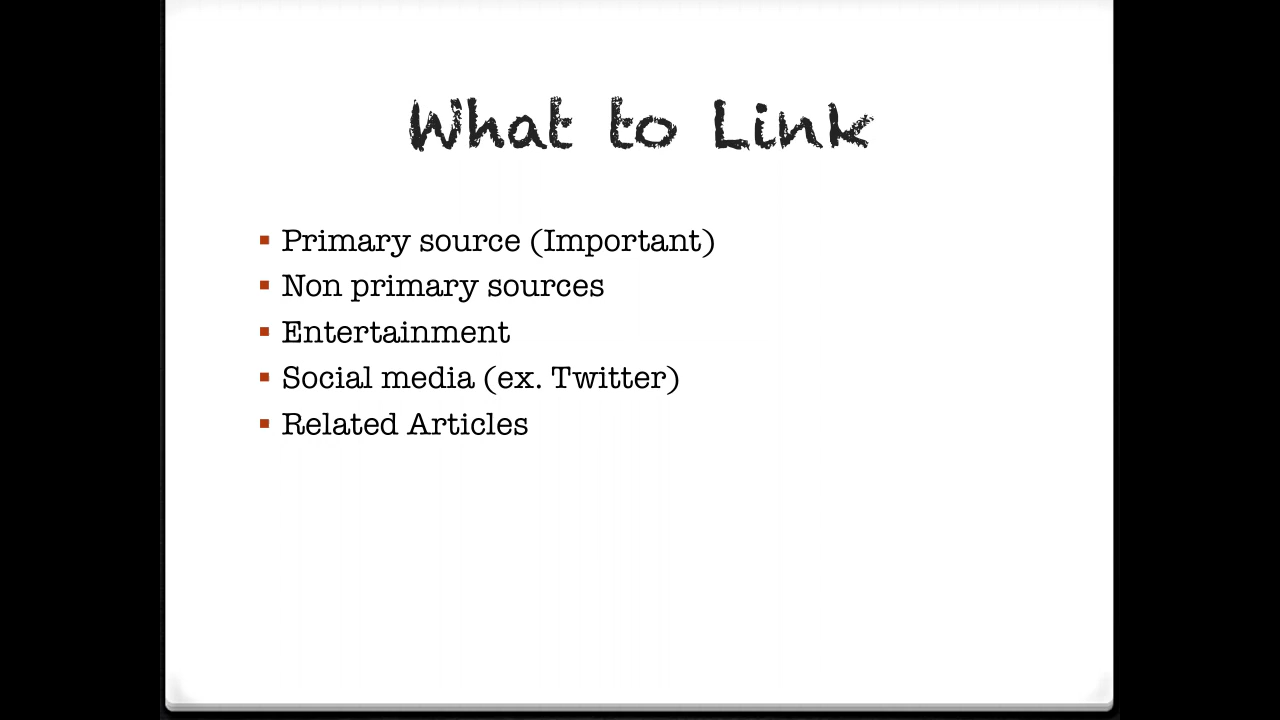 What to Link
Primary source (Important)
Non primary sources
Entertainment
Social media (ex. Twitter)
Related Articles